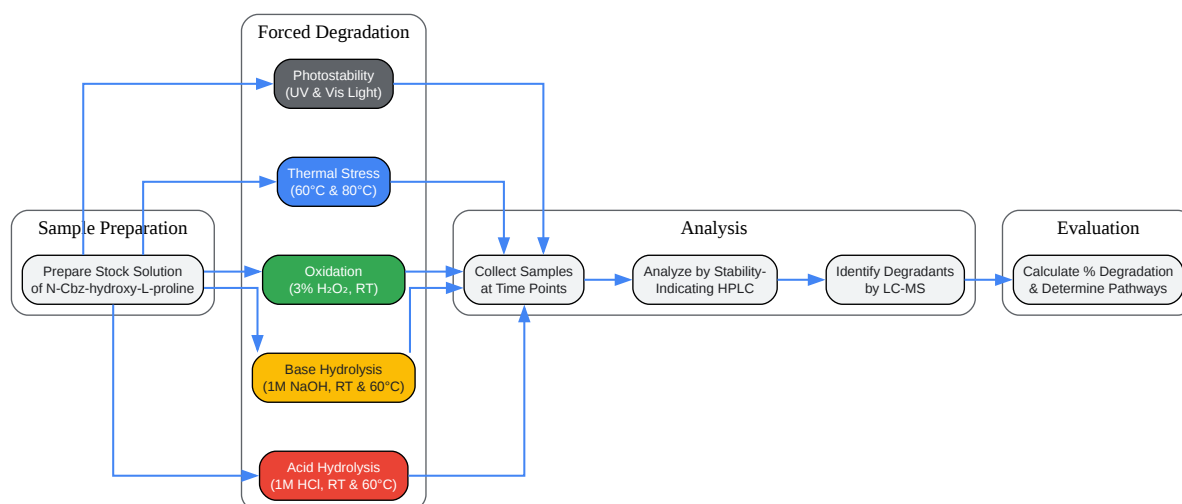 Forced Degradation
Photostability
(UV & Vis Light)
Thermal Stress
(60°C & 80°C)
Sample Preparation
Prepare Stock Solution
of N-Cbz-hydroxy-L-proline
Oxidation
(3% H₂O₂, RT)
Base Hydrolysis
(1M NaOH, RT & 60°C)
Acid Hydrolysis
(1M HCl, RT & 60°C)
Analysis
Collect Samples
at Time Points
Analyze by Stability-
Indicating HPLC
Identify Degradants
by LC-MS
Evaluation
Calculate % Degradation
& Determine Pathways